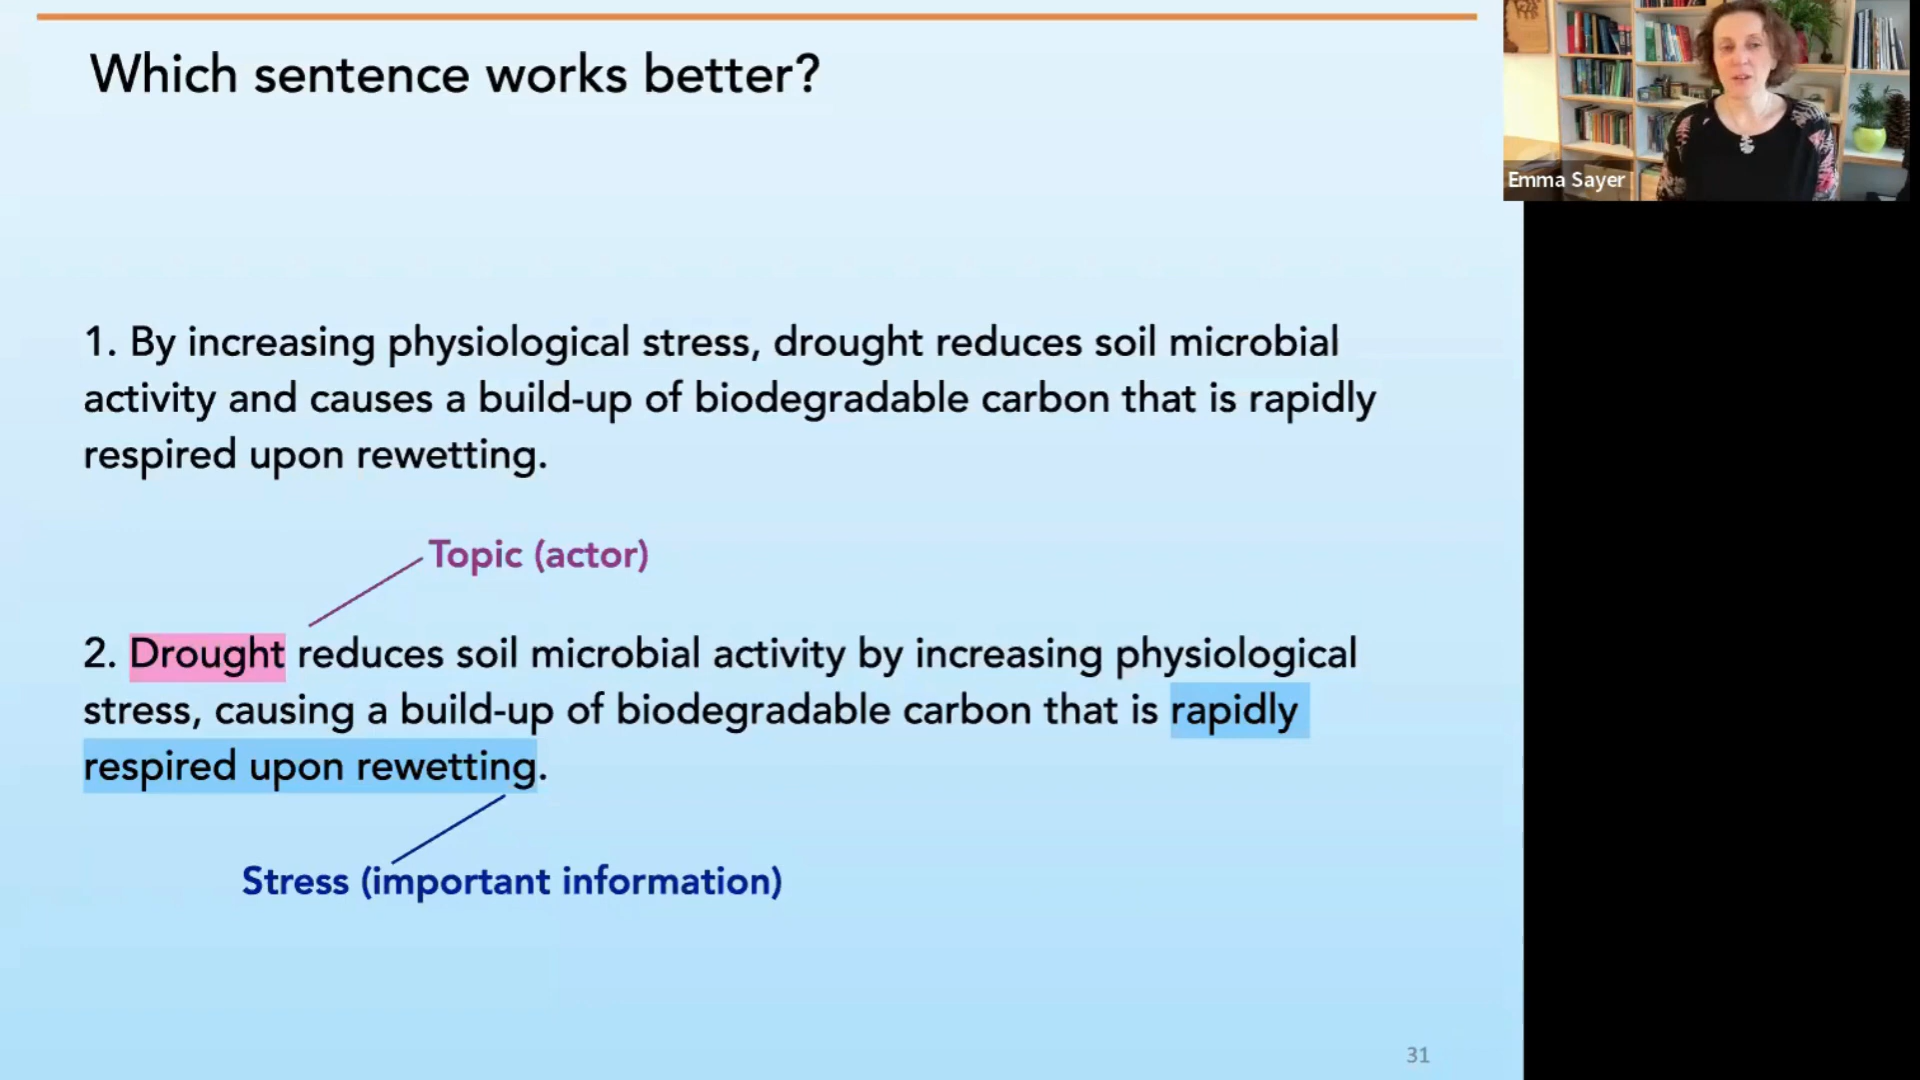 Which sentence works better?
Emma Sayer
1. By increasing physiological stress, drought reduces soil microbial
activity and causes a build-up of biodegradable carbon that is rapidly
respired upon rewetting.
Topic (actor)
2. Drought reduces soil microbial activity by increasing physiological
stress, causing a build-up of biodegradable carbon that is rapidly
respired upon rewetting.
Stress (important information)
31